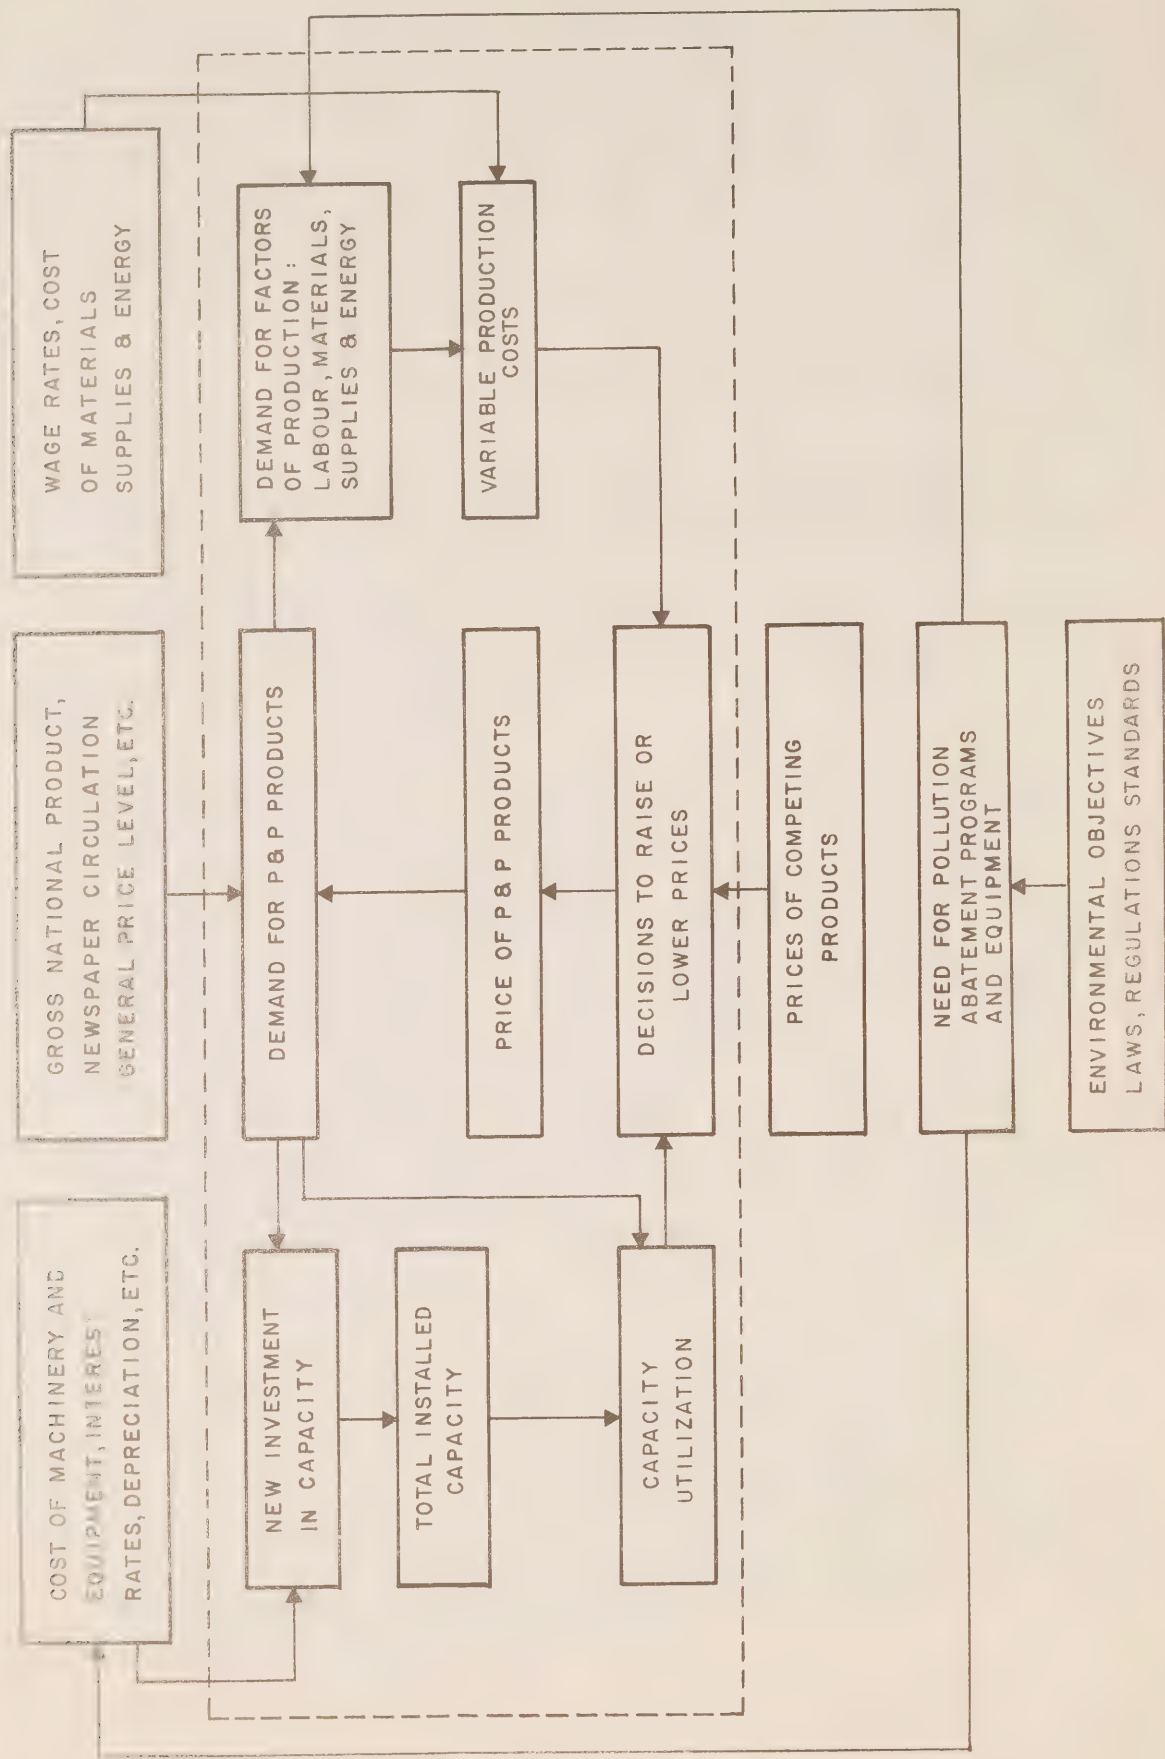 COST OF MACHINERY AND
EQUIPMENT, INTEREST
RATES, DEPRECIATION, ETC.
GROSS NATIONAL PRODUCT,
NEWSPAPER CIRCULATION
GENERAL PRICE LEVEL, ETC.
WAGE RATES, COST
OF MATERIALS
SUPPLIES & ENERGY
NEW INVESTMENT
IN CAPACITY
DEMAND FOR P & P PRODUCTS
DEMAND FOR FACTORS
OF PRODUCTION :
LABOUR, MATERIALS,
SUPPLIES & ENERGY
TOTAL INSTALLED
CAPACITY
PRICE OF P & P PRODUCTS
VARIABLE PRODUCTION
COSTS
CAPACITY
UTILIZATION
DECISIONS TO RAISE OR
LOWER PRICES
PRICES OF COMPETING
PRODUCTS
NEED FOR POLLUTION
ABATEMENT PROGRAMS
AND EQUIPMENT
ENVIRONMENTAL OBJECTIVES
LAWS, REGULATIONS STANDARDS